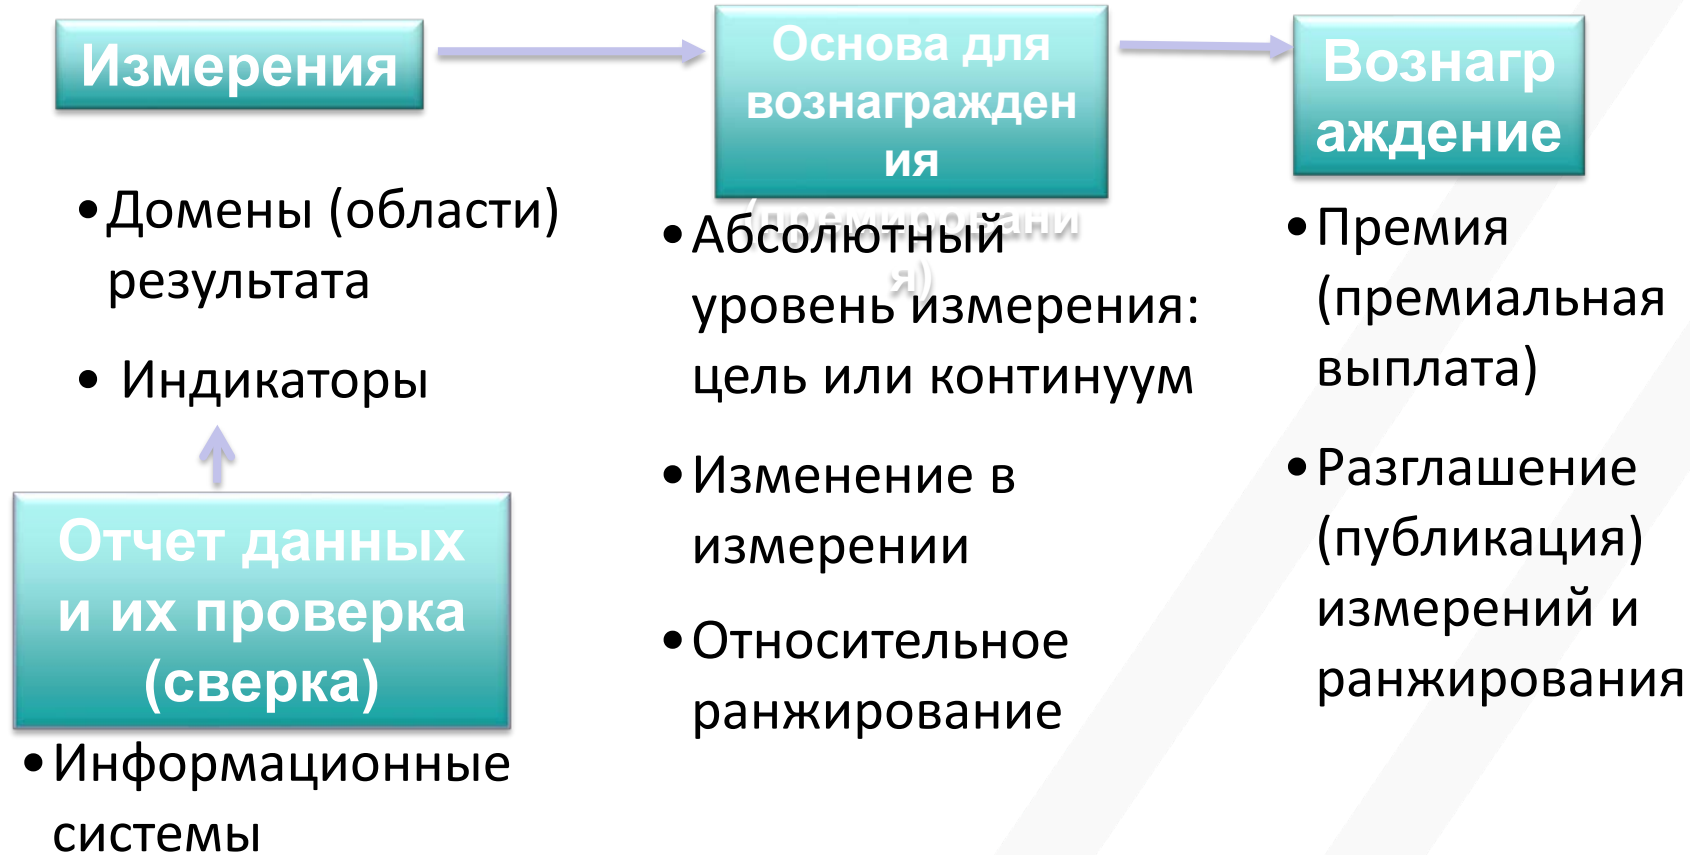 Измерения
• Домены (области)
результата
• Индикаторы
Отчет данных
и их проверка
(сверка)
• Информационные
системы
Основа для
вознагражден
ия
(премировани
я)
• Абсолютный
уровень измерения:
цель или континуум
• Изменение в
измерении
• Относительное
ранжирование
Вознагр
аждение
• Премия
(премиальная
выплата)
• Разглашение
(публикация)
измерений и
ранжирования